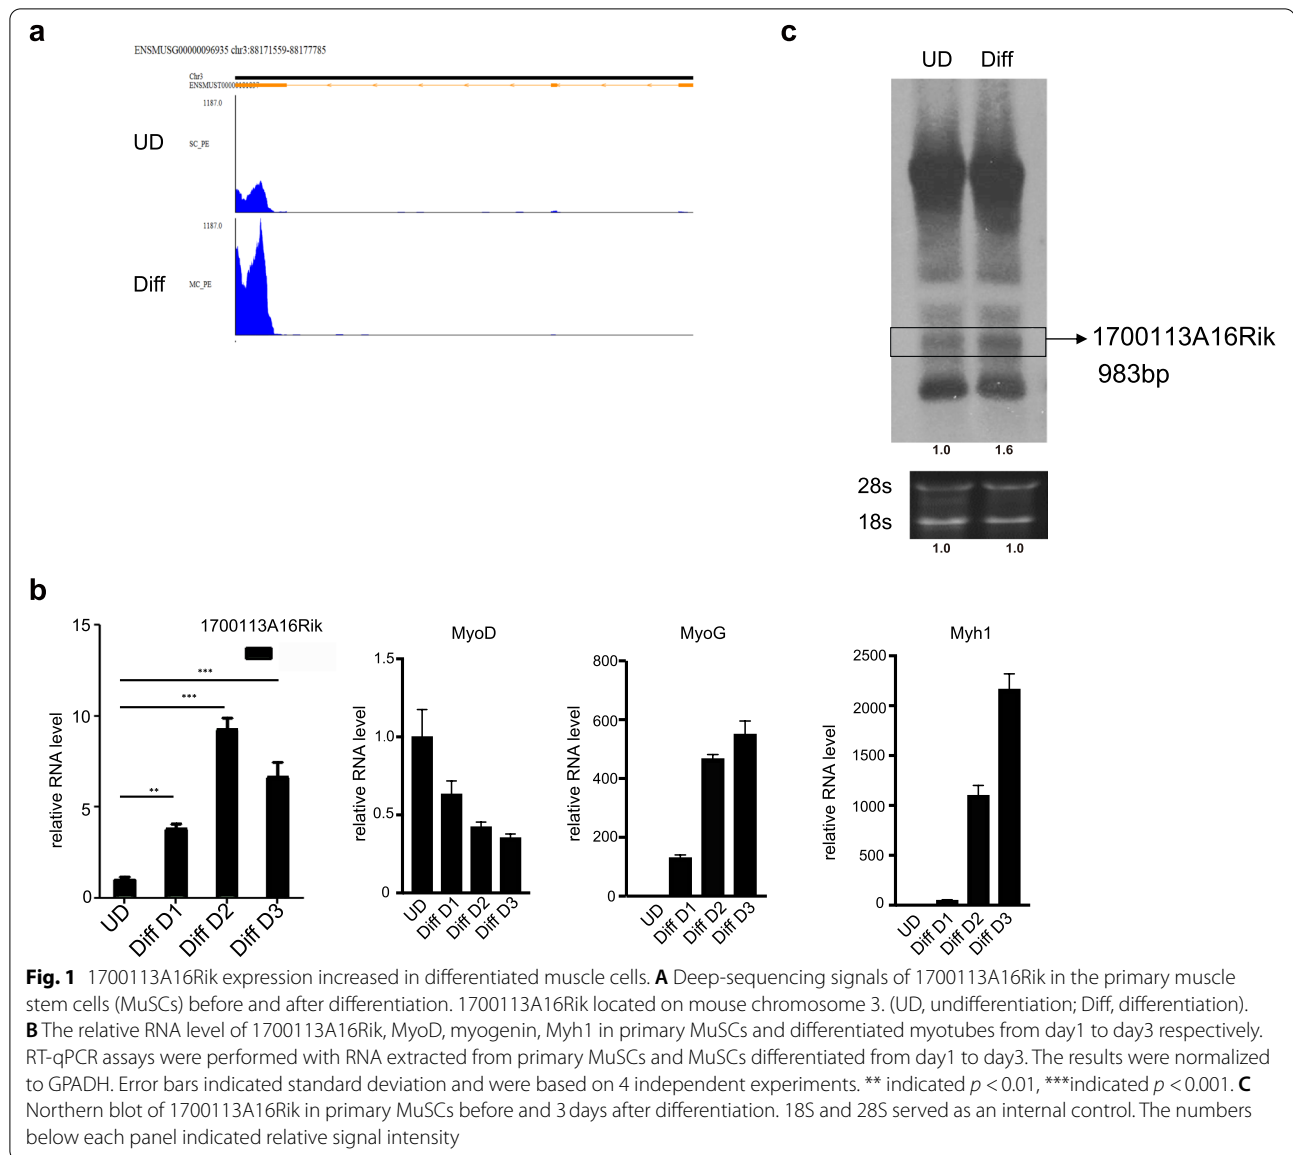 a
ENSMUSG00000096935 chr3:88171559-88177785
Chr3
1187.0
UD
SC_PE
1187.0
Diff
MC_PE
c
UD Diff
1700113A16Rik
983bp
1.0 1.6
28s
18s
1.0 1.0
b
1700113A16Rik
relative RNA level
15
10
5
0
***
***
**
UD
Diff D1
Diff D2
Diff D3
MyoD
relative RNA level
1.5
1.0
0.5
0
UD
Diff D1
Diff D2
Diff D3
MyoG
relative RNA level
800
600
400
200
0
UD
Diff D1
Diff D2
Diff D3
Myh1
relative RNA level
2500
2000
1500
1000
500
0
UD
Diff D1
Diff D2
Diff D3
Fig. 1 1700113A16Rik expression increased in differentiated muscle cells. A Deep-sequencing signals of 1700113A16Rik in the primary muscle
stem cells (MuSCs) before and after differentiation. 1700113A16Rik located on mouse chromosome 3. (UD, undifferentiation; Diff, differentiation).
B The relative RNA level of 1700113A16Rik, MyoD, myogenin, Myh1 in primary MuSCs and differentiated myotubes from day1 to day3 respectively.
RT-qPCR assays were performed with RNA extracted from primary MuSCs and MuSCs differentiated from day1 to day3. The results were normalized
to GPADH. Error bars indicated standard deviation and were based on 4 independent experiments. ** indicated p < 0.01, ***indicated p < 0.001. C
Northern blot of 1700113A16Rik in primary MuSCs before and 3 days after differentiation. 18S and 28S served as an internal control. The numbers
below each panel indicated relative signal intensity